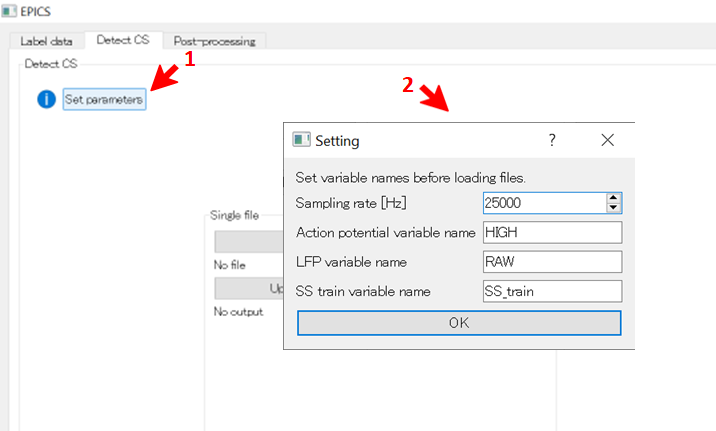 EPICS
Label data Detect CS Post-processing
Detect CS
1
Set parameters
2
Setting ?
Set variable names before loading files.
Sampling rate [Hz] 25000
Action potential variable name HIGH
LFP variable name RAW
SS train variable name SS_train
OK
Single file
No file
No output